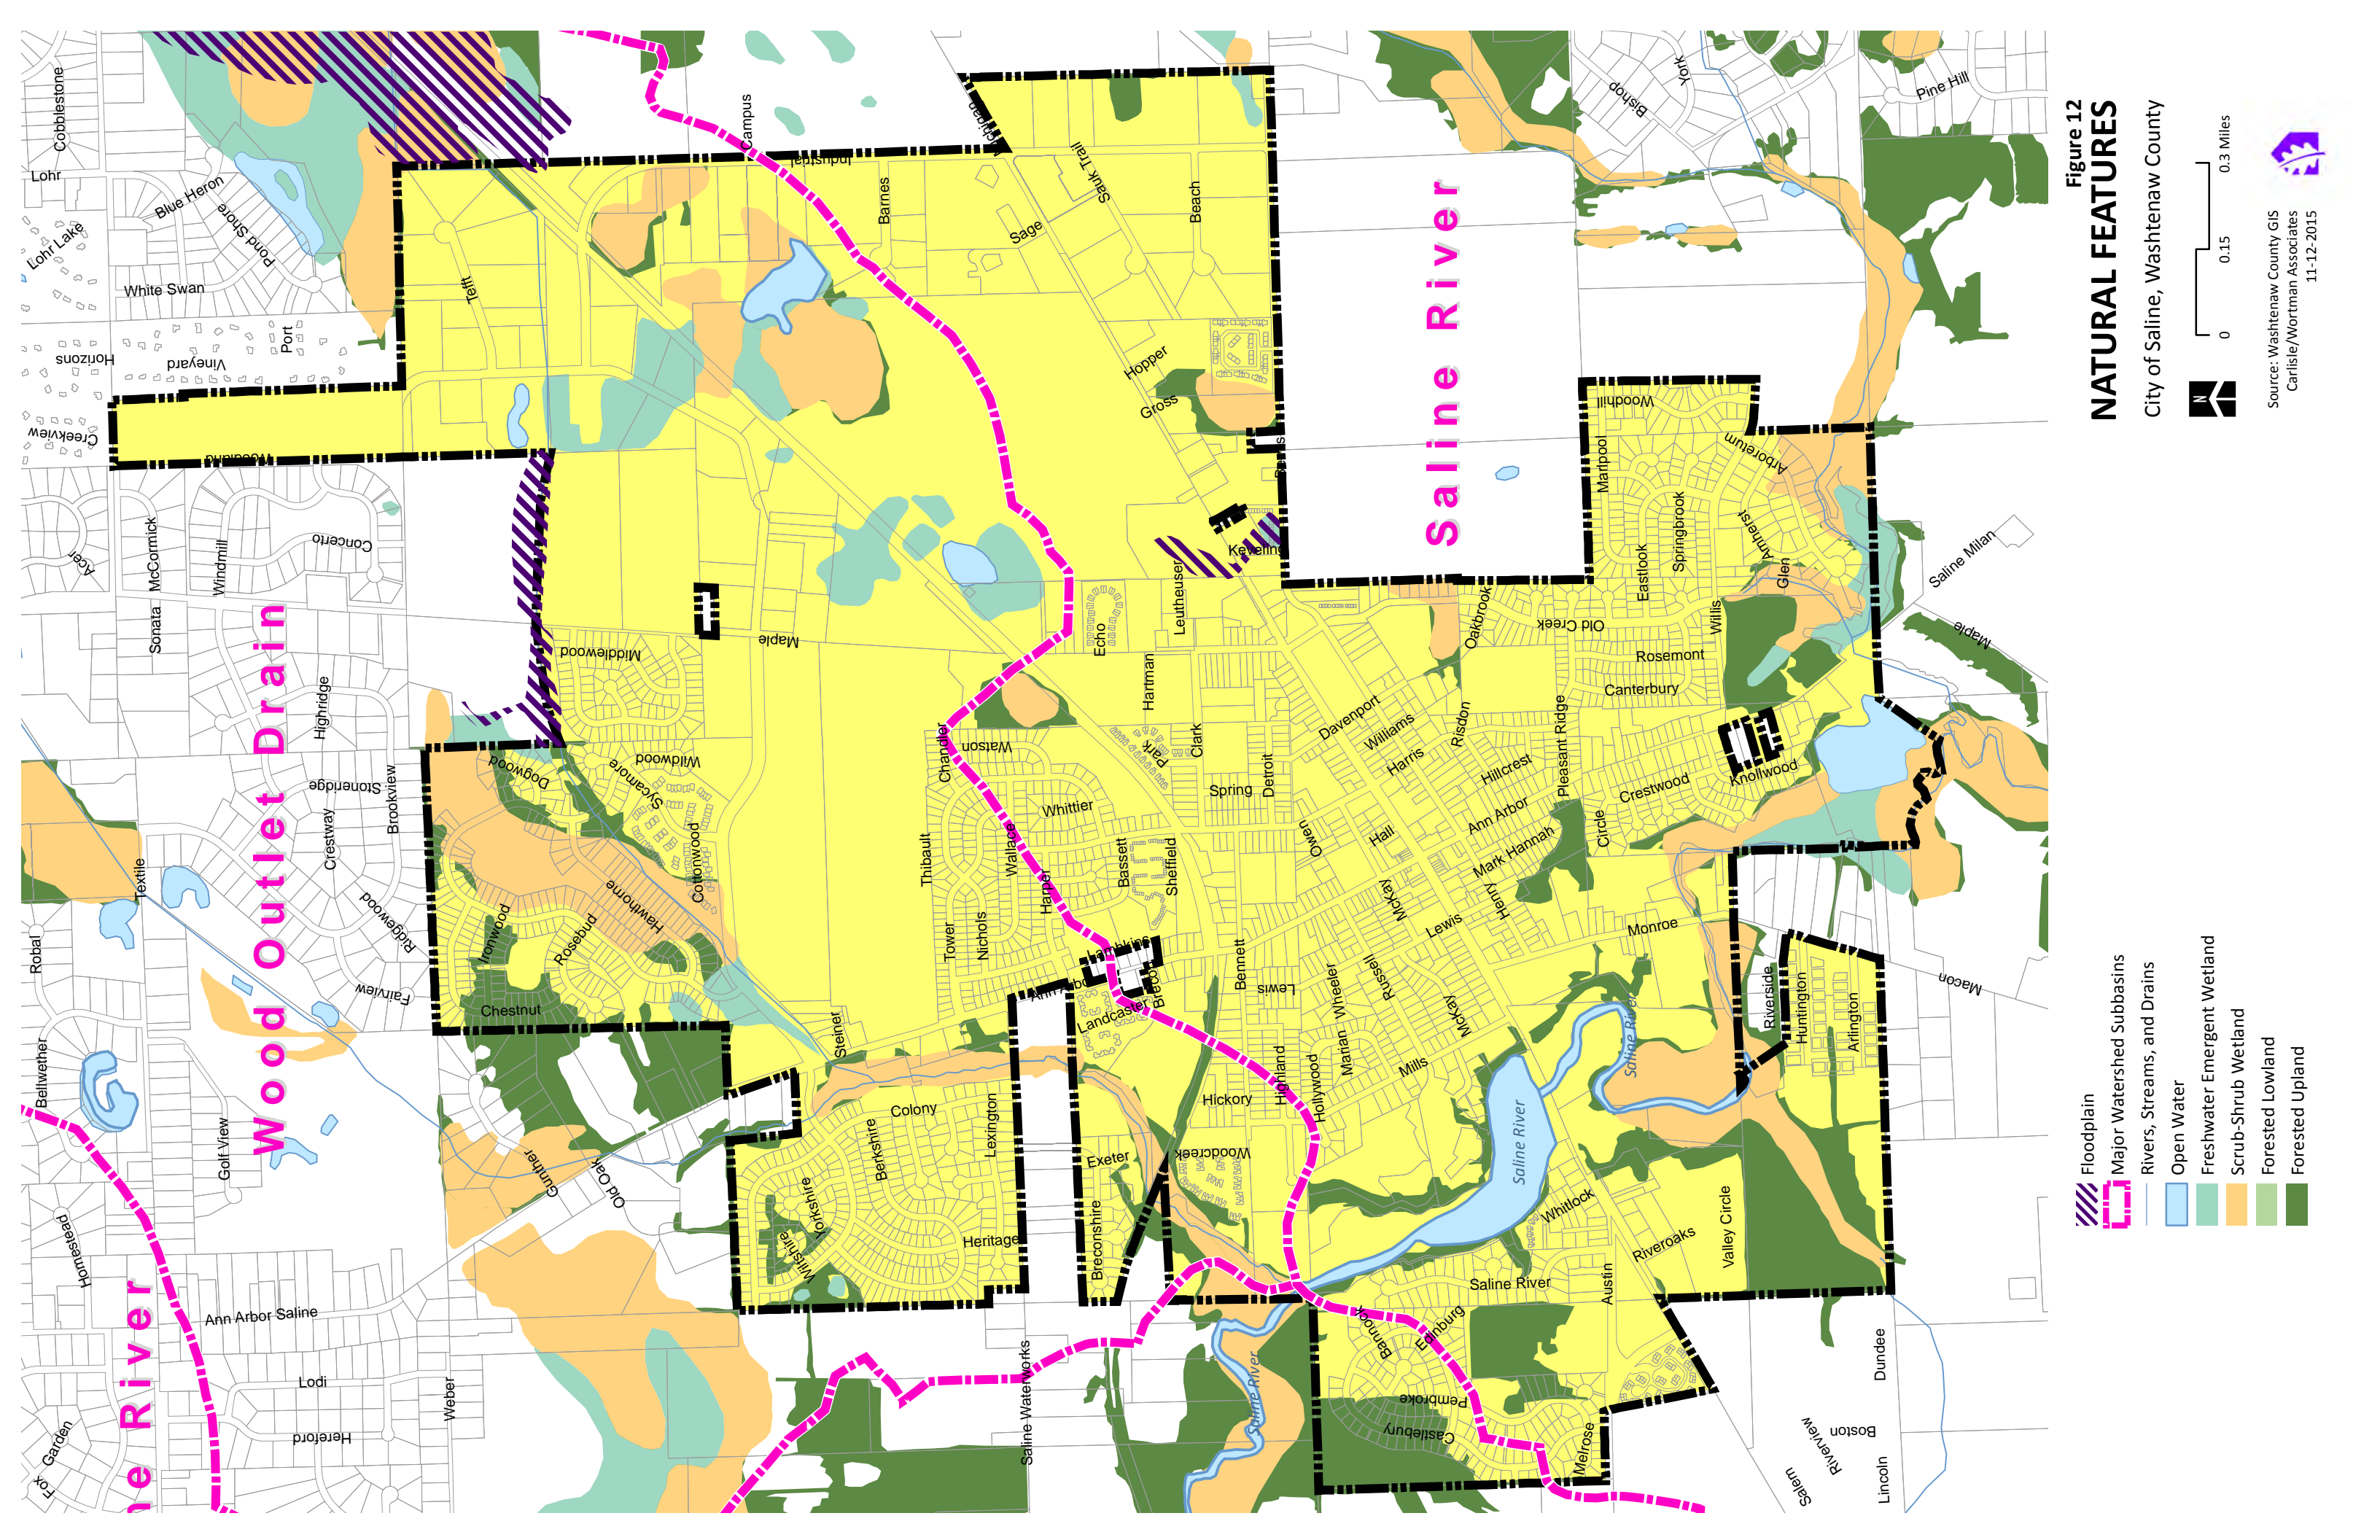 Figure 12
NATURAL FEATURES
City of Saline, Washtenaw County
0 0.15 0.3 Miles
N
Source: Washtenaw County GIS
Carlisle/Wortman Associates
11-12-2015
Floodplain
Major Watershed Subbasins
Rivers, Streams, and Drains
Open Water
Freshwater Emergent Wetland
Scrub-Shrub Wetland
Forested Lowland
Forested Upland
Wood Outlet Drain
Saline River
ne River
Cobblestone
Lohr
Lohr Lake
Blue Heron
Pond Shore
White Swan
Horizons
Vineyard
Port
Creekview
Woodland
Acer
McCormick
Windmill
Concerto
Sonata
Highridge
Stoneridge
Crestway
Brookview
Textile
Ridgewood
Robal
Fairview
Bellwether
Golf View
Homestead
Ann Arbor Saline
Lodi
Hereford
Fox
Garden
Weber
Gunther
Old Oak
Chestnut
Ironwood
Rosebud
Hawthorne
Cottonwood
Dogwood
Sycamore
Wildwood
Middlewood
Maple
Tefft
Campus
Industrial
Barnes
Sage
Sauk Trail
Beach
Hopper
Gross
Keveling
Leutheuser
Echo
Hartman
Clark
Park
Watson
Chandler
Whittier
Wallace
Thibault
Tower
Nichols
Harper
Bassett
Sheffield
Spring
Detroit
Bennett
Lewis
Landcaster
Steiner
Colony
Berkshire
Lexington
Yorkshire
Wiltshire
Heritage
Exeter
Breconshire
Woodcreek
Hickory
Highland
Hollywood
Marian
Wheeler
Russell
McKay
Mills
McKay
Lewis
Henry
Mark Hannah
Ann Arbor
Hillcrest
Hall
Owen
Harris
Williams
Davenport
Risdon
Pleasant Ridge
Circle
Crestwood
Knollwood
Monroe
Canterbury
Rosemont
Old Creek
Oakbrook
Eastlook
Springbrook
Willis
Glen
Amherst
Arboretum
Marlpool
Woodhill
Bishop
York
Pine Hill
Saline Milan
Maple
Macon
Riverside
Huntington
Arlington
Saline River
Saline River
Saline River
Whitlock
Riveroaks
Valley Circle
Austin
Saline River
Bannock
Edinburg
Pembroke
Castlebury
Melrose
Saline Waterworks
Dundee
Boston
Riverview
Salem
Lincoln